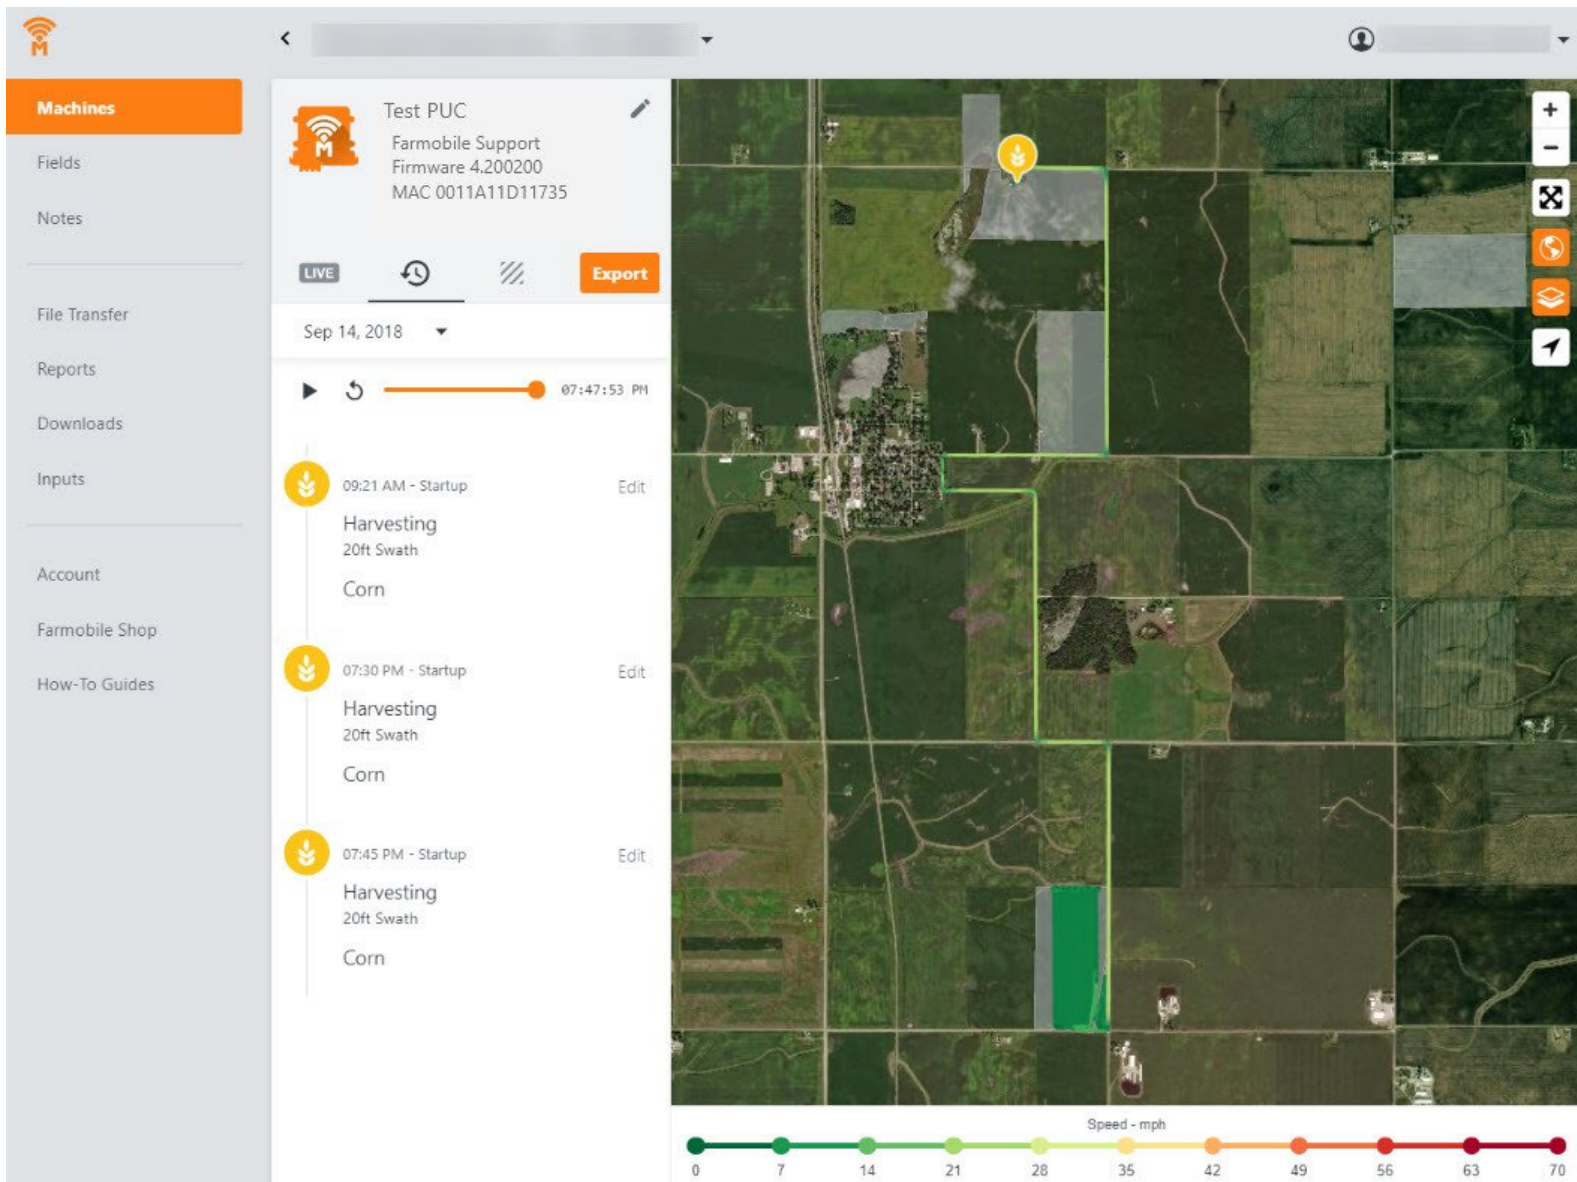 Machines
Fields
Notes
File Transfer
Reports
Downloads
Inputs
Account
Farmobile Shop
How-To Guides
Test PUC
Farmobile Support
Firmware 4.200200
MAC 0011A11D11735
LIVE
Export
Sep 14, 2018
07:47:53 PM
09:21 AM - Startup Edit
Harvesting
20ft Swath
Corn
07:30 PM - Startup Edit
Harvesting
20ft Swath
Corn
07:45 PM - Startup Edit
Harvesting
20ft Swath
Corn
Speed - mph
0 7 14 21 28 35 42 49 56 63 70